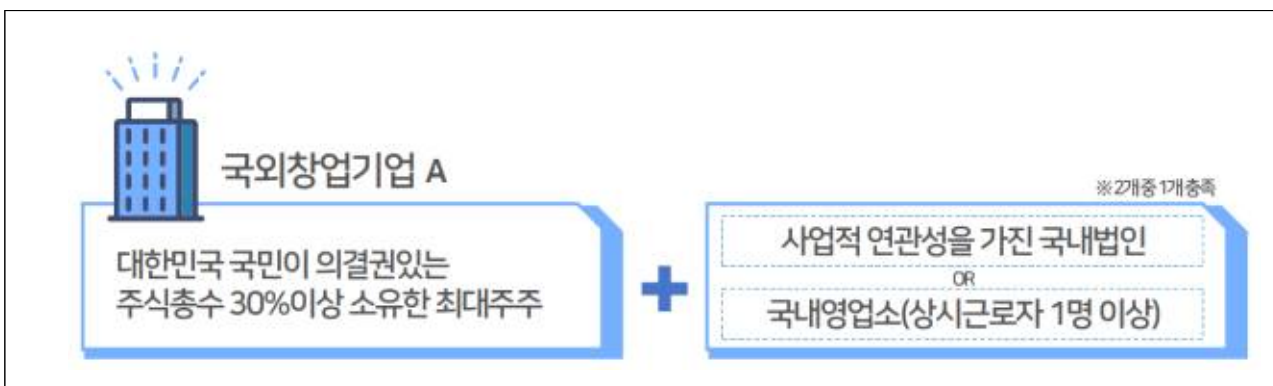 국외창업기업 A
대한민국 국민이 의결권있는
주식총수 30%이상 소유한 최대주주
※2개중 1개충족
사업적 연관성을 가진 국내법인
OR
국내영업소(상시근로자 1명 이상)